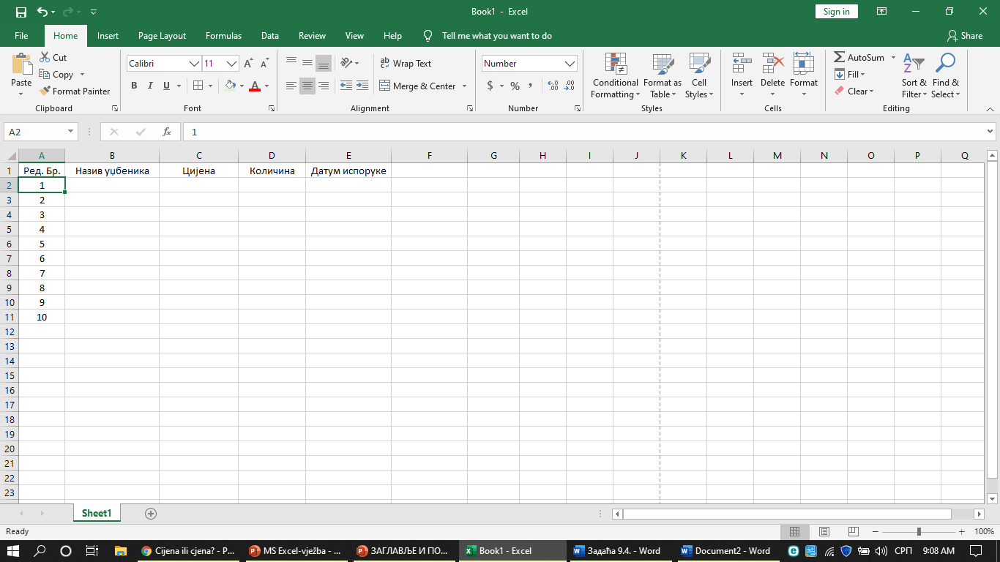 Book1 - Excel
Sign in
File Home Insert Page Layout Formulas Data Review View Help Tell me what you want to do Share
Cut
Copy
Format Painter
Paste
Clipboard
Calibri 11
B I U A
Font
Wrap Text
Merge & Center
Alignment
Number
$ % ,
Number
Conditional Formatting
Format as Table
Cell Styles
Styles
Insert
Delete
Format
Cells
AutoSum
Fill
Clear
Sort & Filter
Find & Select
Editing
A2 fx 1
A B C D E F G H I J K L M N O P Q
1 Ред. Бр. Назив уџбеника Цијена Количина Датум испоруке
2 1
3 2
4 3
5 4
6 5
7 6
8 7
9 8
10 9
11 10
12
13
14
15
16
17
18
19
20
21
22
23
Sheet1
Ready
100%
Cijena ili cjena? - P...
MS Excel-vježba - ...
ЗАГЛАВЉЕ И ПО...
Book1 - Excel
Задаћа 9.4. - Word
Document2 - Word
СРП
9:08 AM